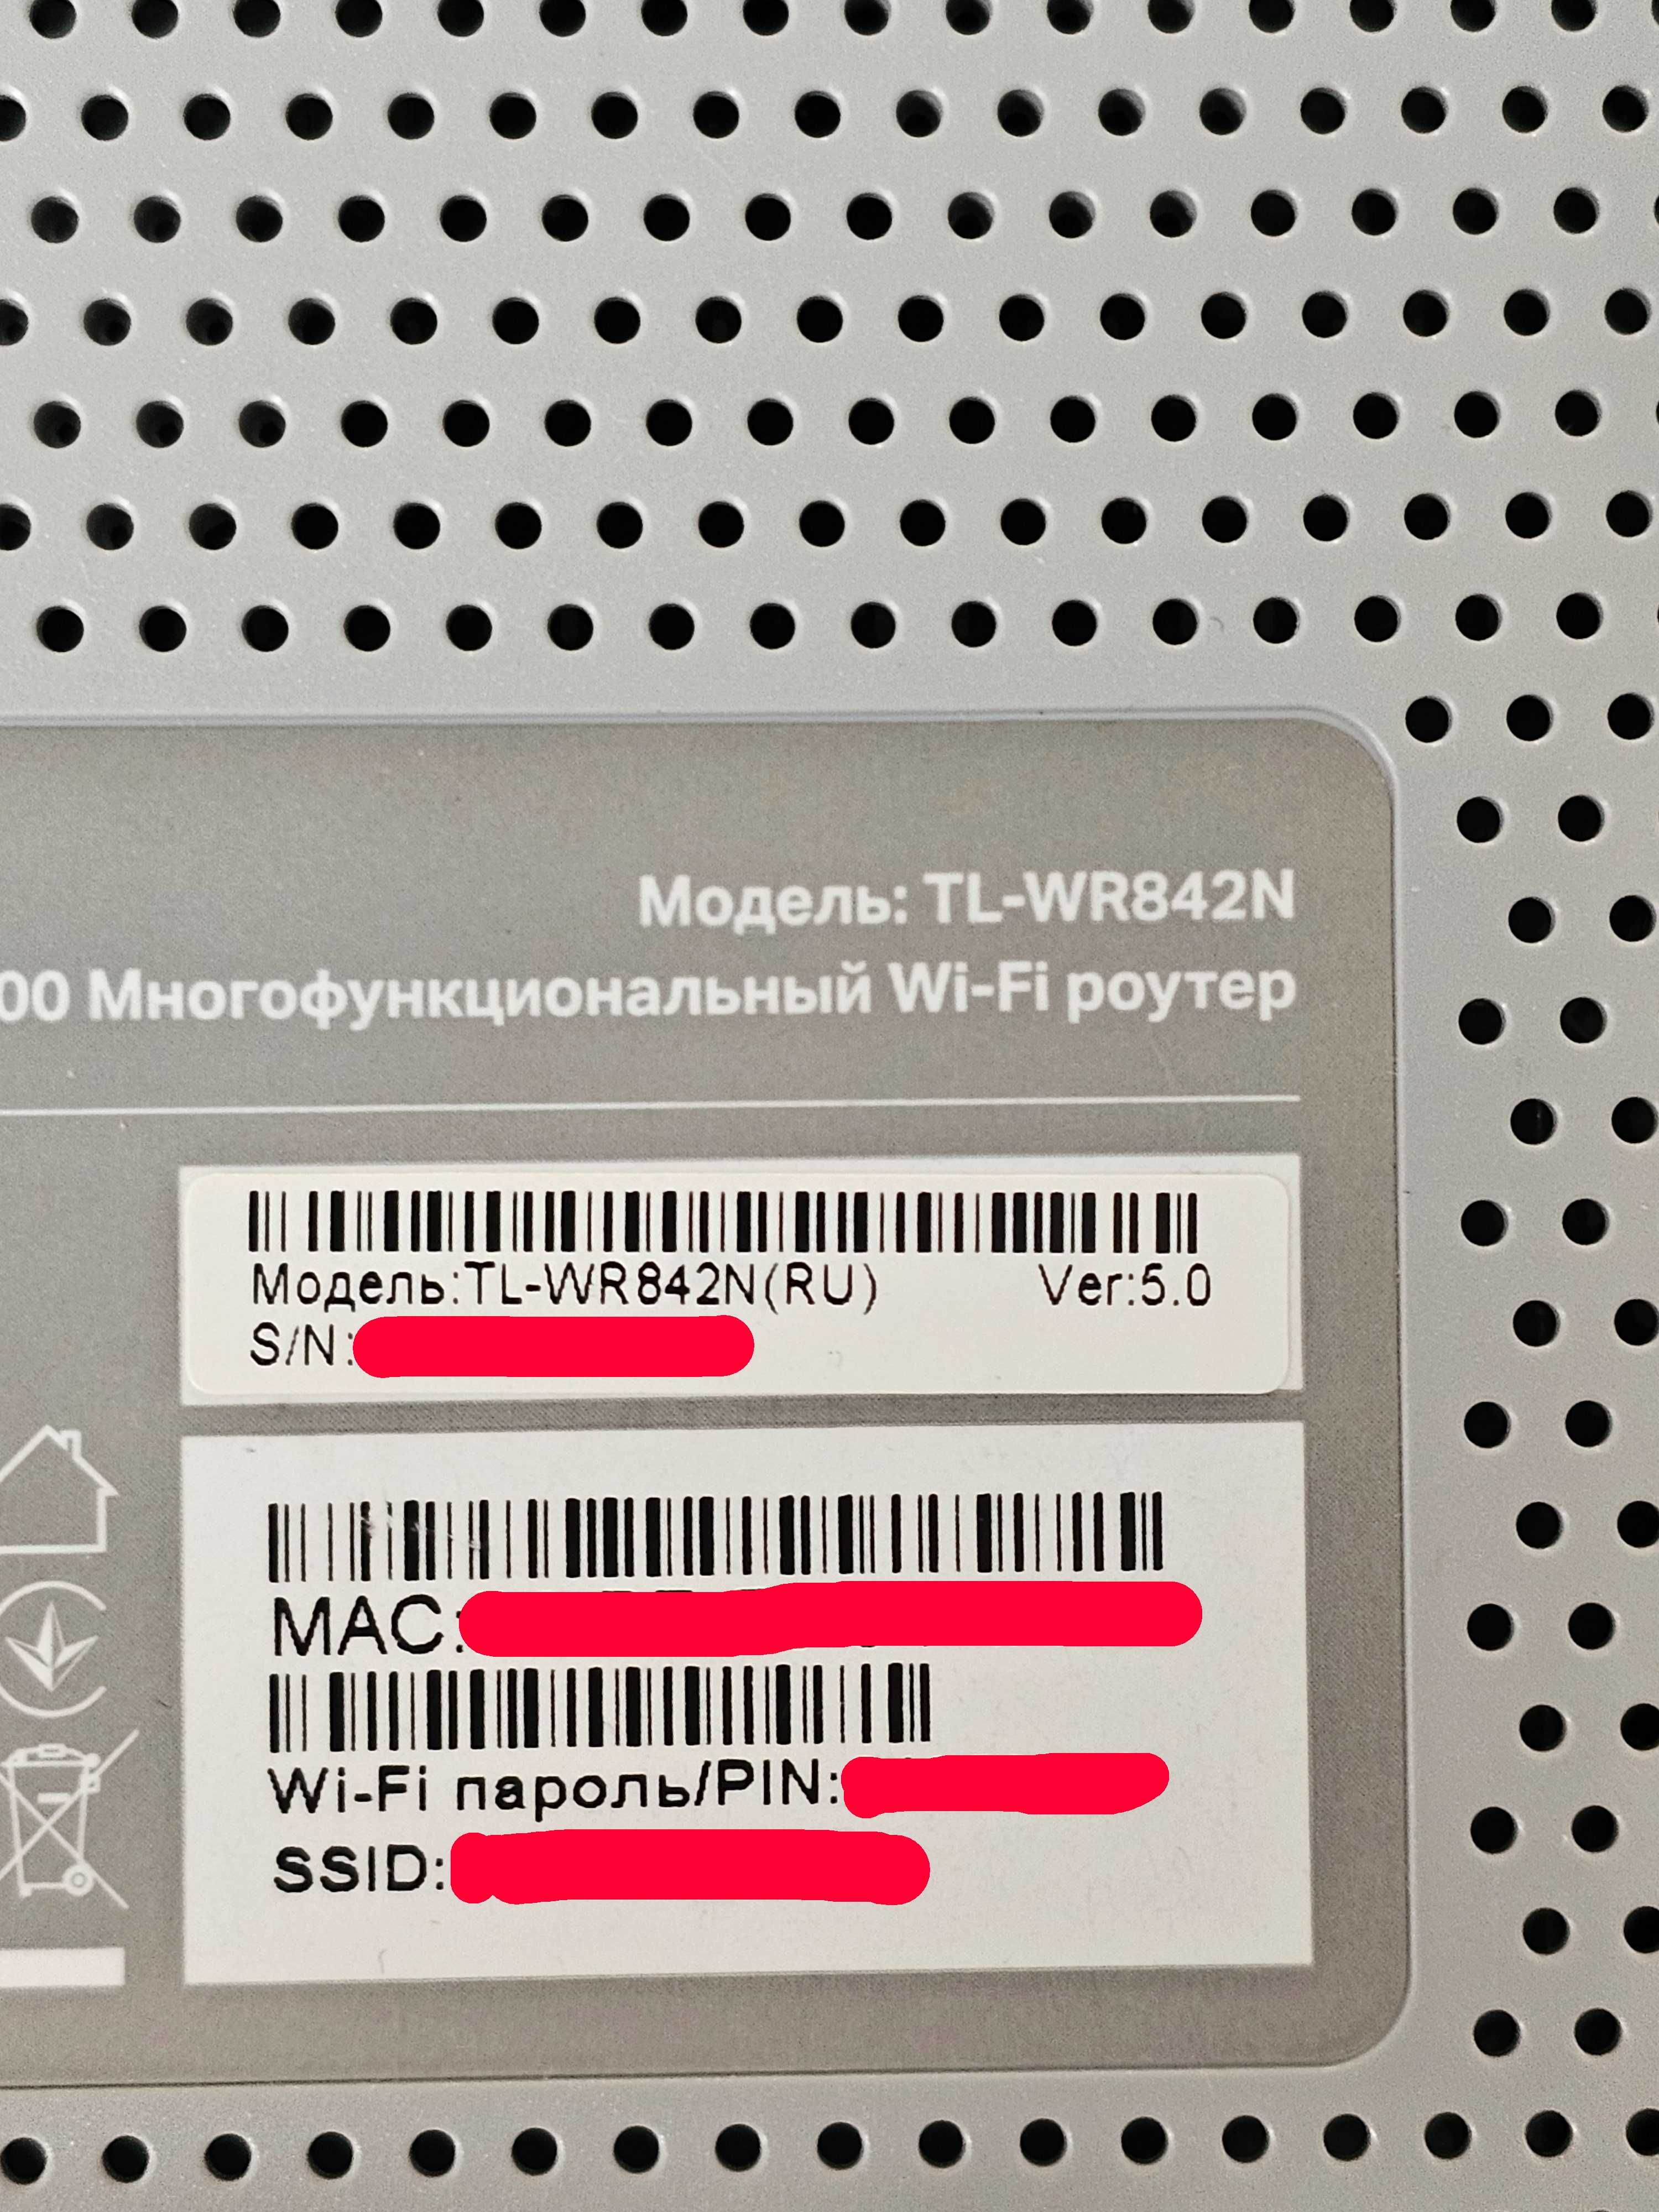 Модель: TL-WR842N
00 Многофункциональный Wi-Fi роутер
Модель:TL-WR842N(RU) Ver:5.0
S/N:
MAC:
Wi-Fi пароль/PIN:
SSID: